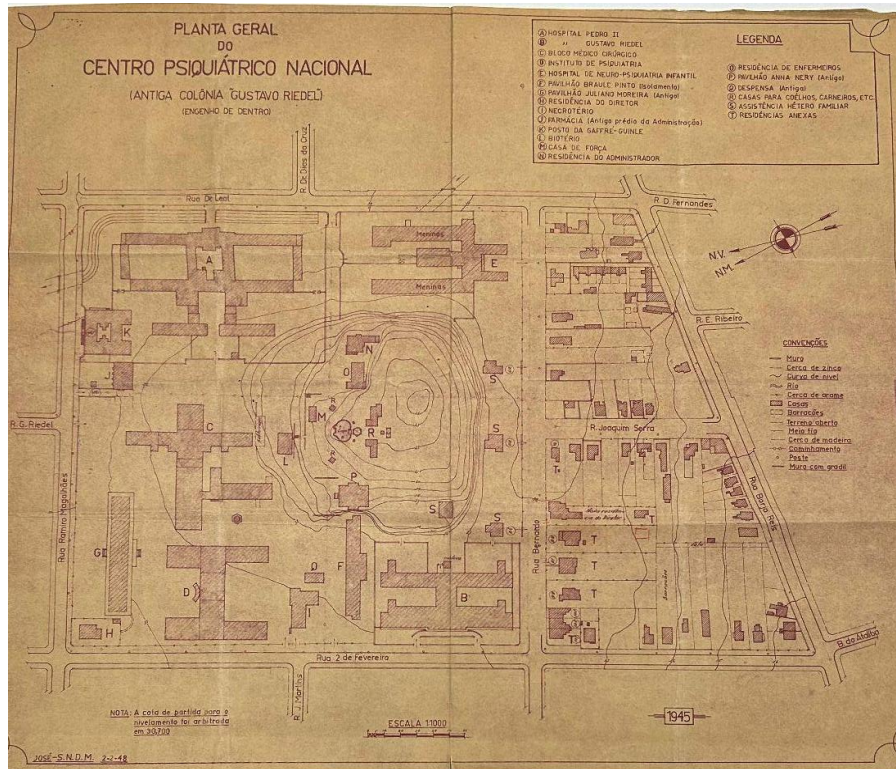 PLANTA GERAL
DO
CENTRO PSIQUIÁTRICO NACIONAL
(ANTIGA COLÔNIA "GUSTAVO RIEDEL")
(ENGENHO DE DENTRO)
A HOSPITAL PEDRO II
B " GUSTAVO RIEDEL
C BLOCO MÉDICO CIRÚRGICO
D INSTITUTO DE PSIQUIATRIA
E HOSPITAL DE NEURO-PSIQUIATRIA INFANTIL
F PAVILHÃO BRAULE PINTO (Isolamento)
G PAVILHÃO JULIANO MOREIRA (Antigo)
H RESIDÊNCIA DO DIRETOR
I NECROTÉRIO
J FARMÁCIA (Antigo prédio da Administração)
K POSTO DA GAFFRÉE-GUINLE
L BIOTÉRIO
M CASA DE FORÇA
N RESIDÊNCIA DO ADMINISTRADOR
LEGENDA
O RESIDÊNCIA DE ENFERMEIROS
P PAVILHÃO ANNA NERY (Antigo)
Q DESPENSA (Antiga)
R CASAS PARA COÊLHOS, CARNEIROS, ETC.
S ASSISTÊNCIA HÉTERO FAMILIAR
T RESIDÊNCIAS ANEXAS
R. Dr. Dias da Cruz
Rua Dr. Leal
R. D. Fernandes
Meninos
A
E
N.V.
N.M.
Meninas
R. E. Ribeiro
K
N
CONVENÇÕES
Muro
Cerca de zinco
Curva de nivel
Rio
Cerca de arame
Casas
Barracões
Terreno aberto
Meio fio
Cerca de madeira
Caminhamento
Poste
Muro com gradil
J
O
S
M
R. G. Riedel
C
R
R. Joaquim Serra
S
L
T
P
Rua Ramiro Magalhães
S
T
Rua Borja Reis
S
Rua Bernardo
G
F
T
Q
T
D
B
I
T
H
T
B. de Ataliba
Rua 2 de Fevereiro
R. J. Martins
NOTA: A cota de partida para o
nivelamento foi arbitrada
em 30,700
ESCALA 1:1000
1945
JOSÉ-S.N.D.M. 2-2-48